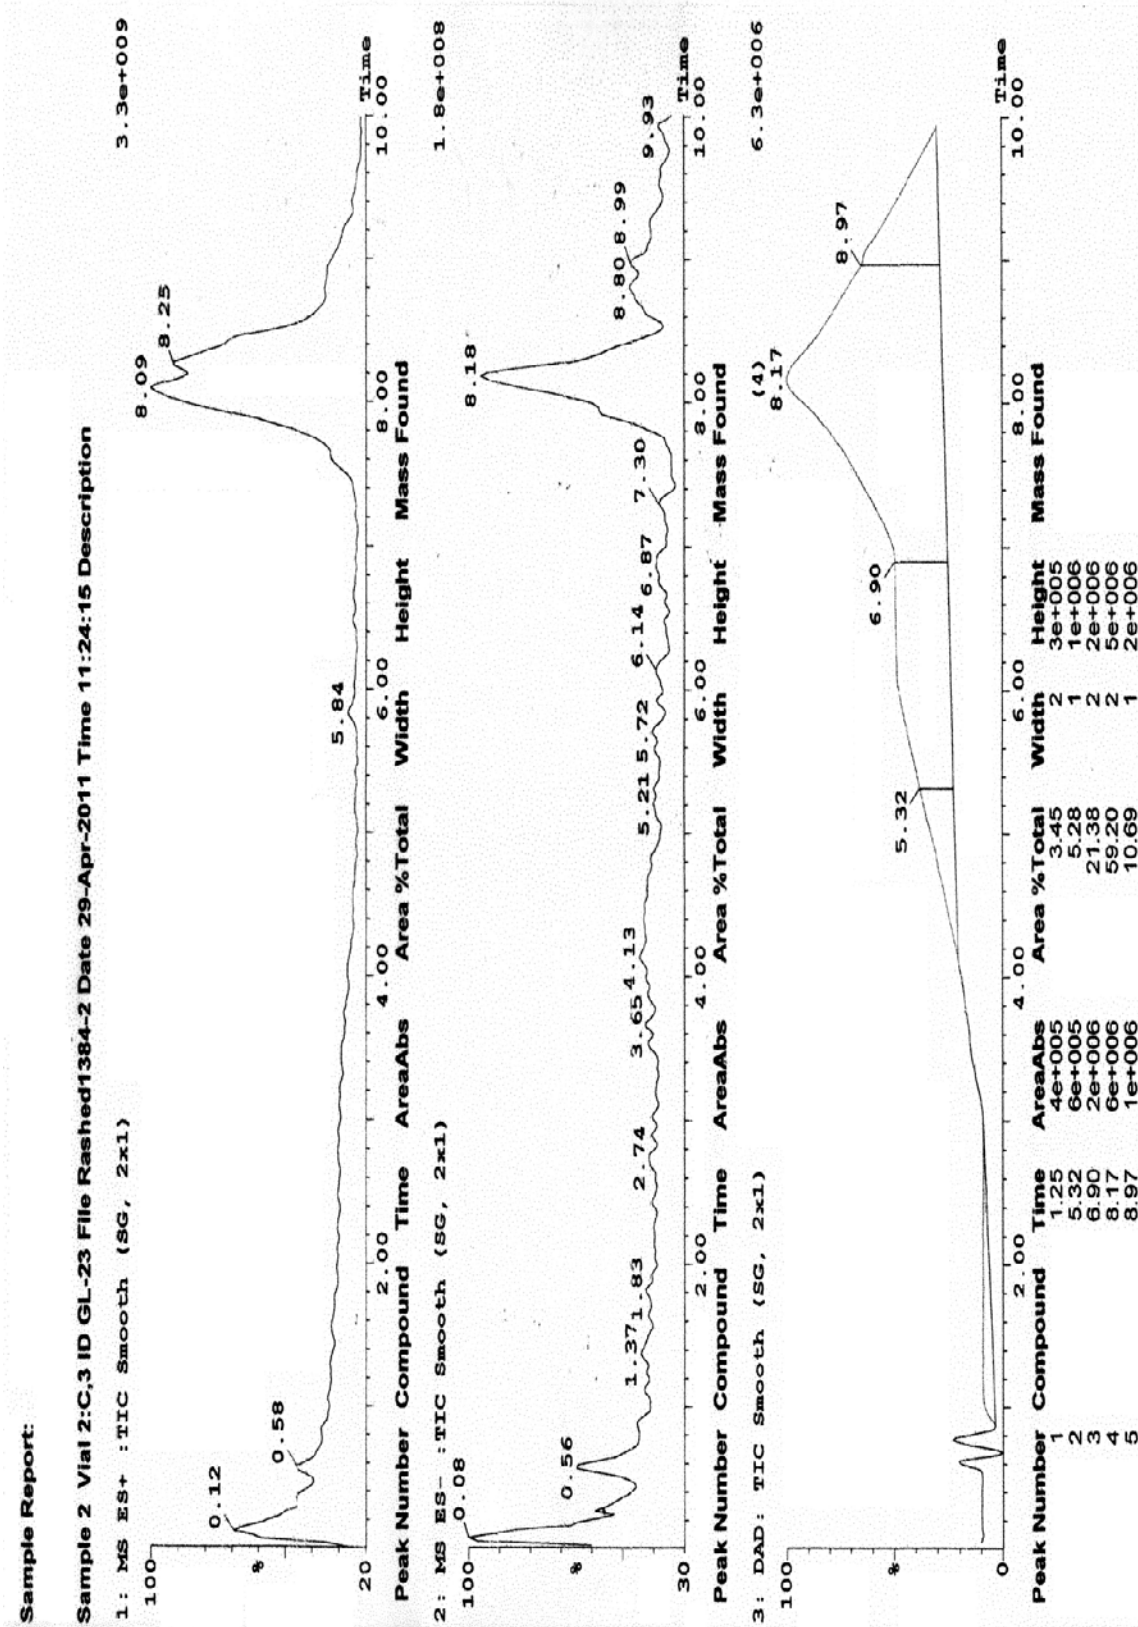 Sample Report:
Sample 2 Vial 2:C,3 ID GL-23 File Rashed1384-2 Date 29-Apr-2011 Time 11:24:15 Description
1: MS ES+ :TIC Smooth (SG, 2x1)
3.3e+009
100
%
20
0.12
0.58
5.84
8.09
8.25
2.00
4.00
6.00
8.00
10.00
Time
Peak Number Compound Time AreaAbs Area %Total Width Height Mass Found
2: MS ES- :TIC Smooth (SG, 2x1)
1.8e+008
100
%
30
0.08
0.56
1.37
1.83
2.74
3.65
4.13
5.21
5.72
6.14
6.87
7.30
8.18
8.80
8.99
9.93
2.00
4.00
6.00
8.00
10.00
Time
Peak Number Compound Time AreaAbs Area %Total Width Height Mass Found
3: DAD: TIC Smooth (SG, 2x1)
6.3e+006
100
%
0
5.32
6.90
(4)
8.17
8.97
2.00
4.00
6.00
8.00
10.00
Time
Peak Number Compound Time AreaAbs Area %Total Width Height Mass Found
1 1.25 4e+005 3.45 2 3e+005
2 5.32 6e+005 5.28 1 1e+006
3 6.90 2e+006 21.38 2 2e+006
4 8.17 6e+006 59.20 2 5e+006
5 8.97 1e+006 10.69 1 2e+006